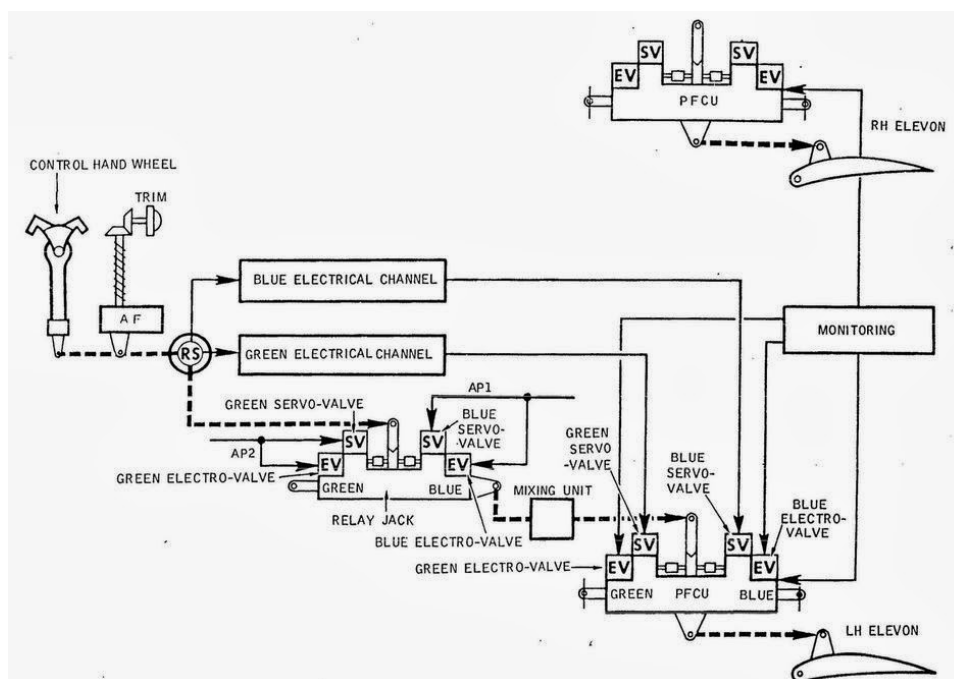 SV
SV
EV
EV
PFCU
RH ELEVON
CONTROL HAND WHEEL
TRIM
AF
RS
BLUE ELECTRICAL CHANNEL
GREEN ELECTRICAL CHANNEL
MONITORING
AP1
GREEN SERVO-VALVE
SV
SV
BLUE
SERVO-
VALVE
AP2
EV
EV
GREEN ELECTRO-VALVE
GREEN
BLUE
RELAY JACK
BLUE ELECTRO-VALVE
MIXING UNIT
GREEN
SERVO
-VALVE
BLUE
SERVO-
VALVE
BLUE
ELECTRO-
VALVE
SV
SV
EV
EV
GREEN ELECTRO-VALVE
GREEN
PFCU
BLUE
LH ELEVON